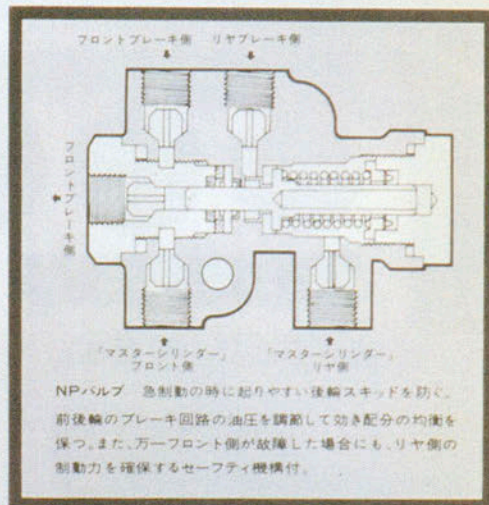 フロントブレーキ側
リヤブレーキ側
フロントブレーキ側
「マスターシリンダー」
フロント側
「マスターシリンダー」
リヤ側
NPバルブ 急制動の時に起りやすい後輪スキッドを防ぐ。
前後輪のブレーキ回路の油圧を調節して効き配分の均衡を
保つ。また、万一フロント側が故障した場合にも、リヤ側の
制動力を確保するセーフティ機構付。